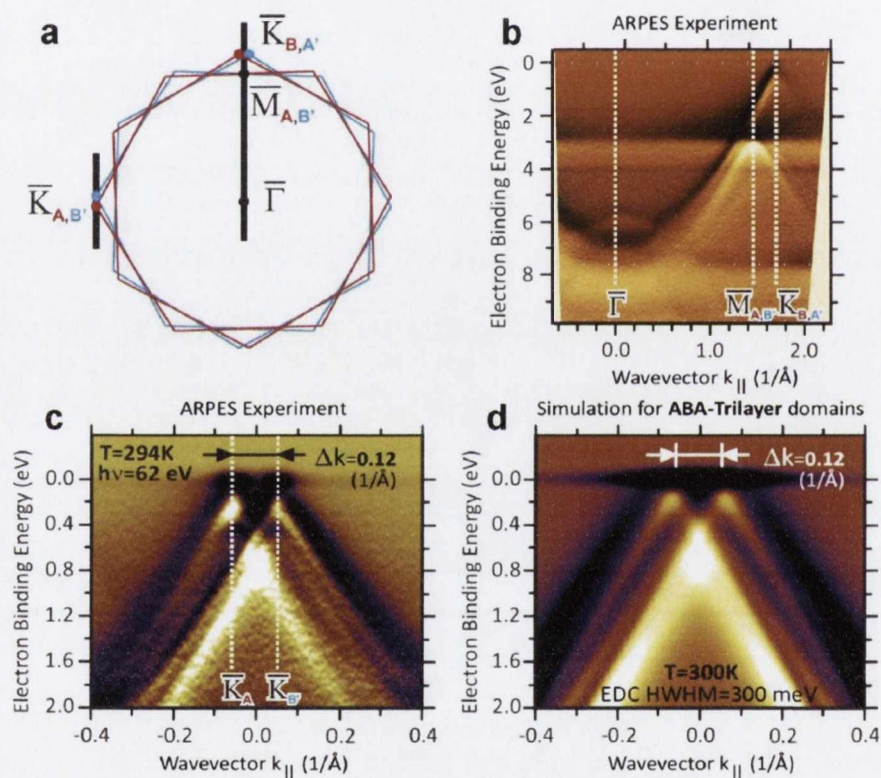 a
K̅B,A'
M̅A,B'
Γ̅
K̅A,B'
b
ARPES Experiment
Electron Binding Energy (eV)
0
2
4
6
8
Γ̅
M̅A,B'
K̅B,A'
0.0
1.0
2.0
Wavevector k|| (1/Å)
c
ARPES Experiment
T=294K
hν=62 eV
Δk=0.12
(1/Å)
Electron Binding Energy (eV)
0.0
0.4
0.8
1.2
1.6
2.0
K̅A
K̅B'
-0.4
-0.2
0.0
0.2
0.4
Wavevector k|| (1/Å)
d
Simulation for ABA-Trilayer domains
Δk=0.12
(1/Å)
Electron Binding Energy (eV)
0.0
0.4
0.8
1.2
1.6
2.0
T=300K
EDC HWHM=300 meV
-0.4
-0.2
0.0
0.2
0.4
Wavevector k|| (1/Å)